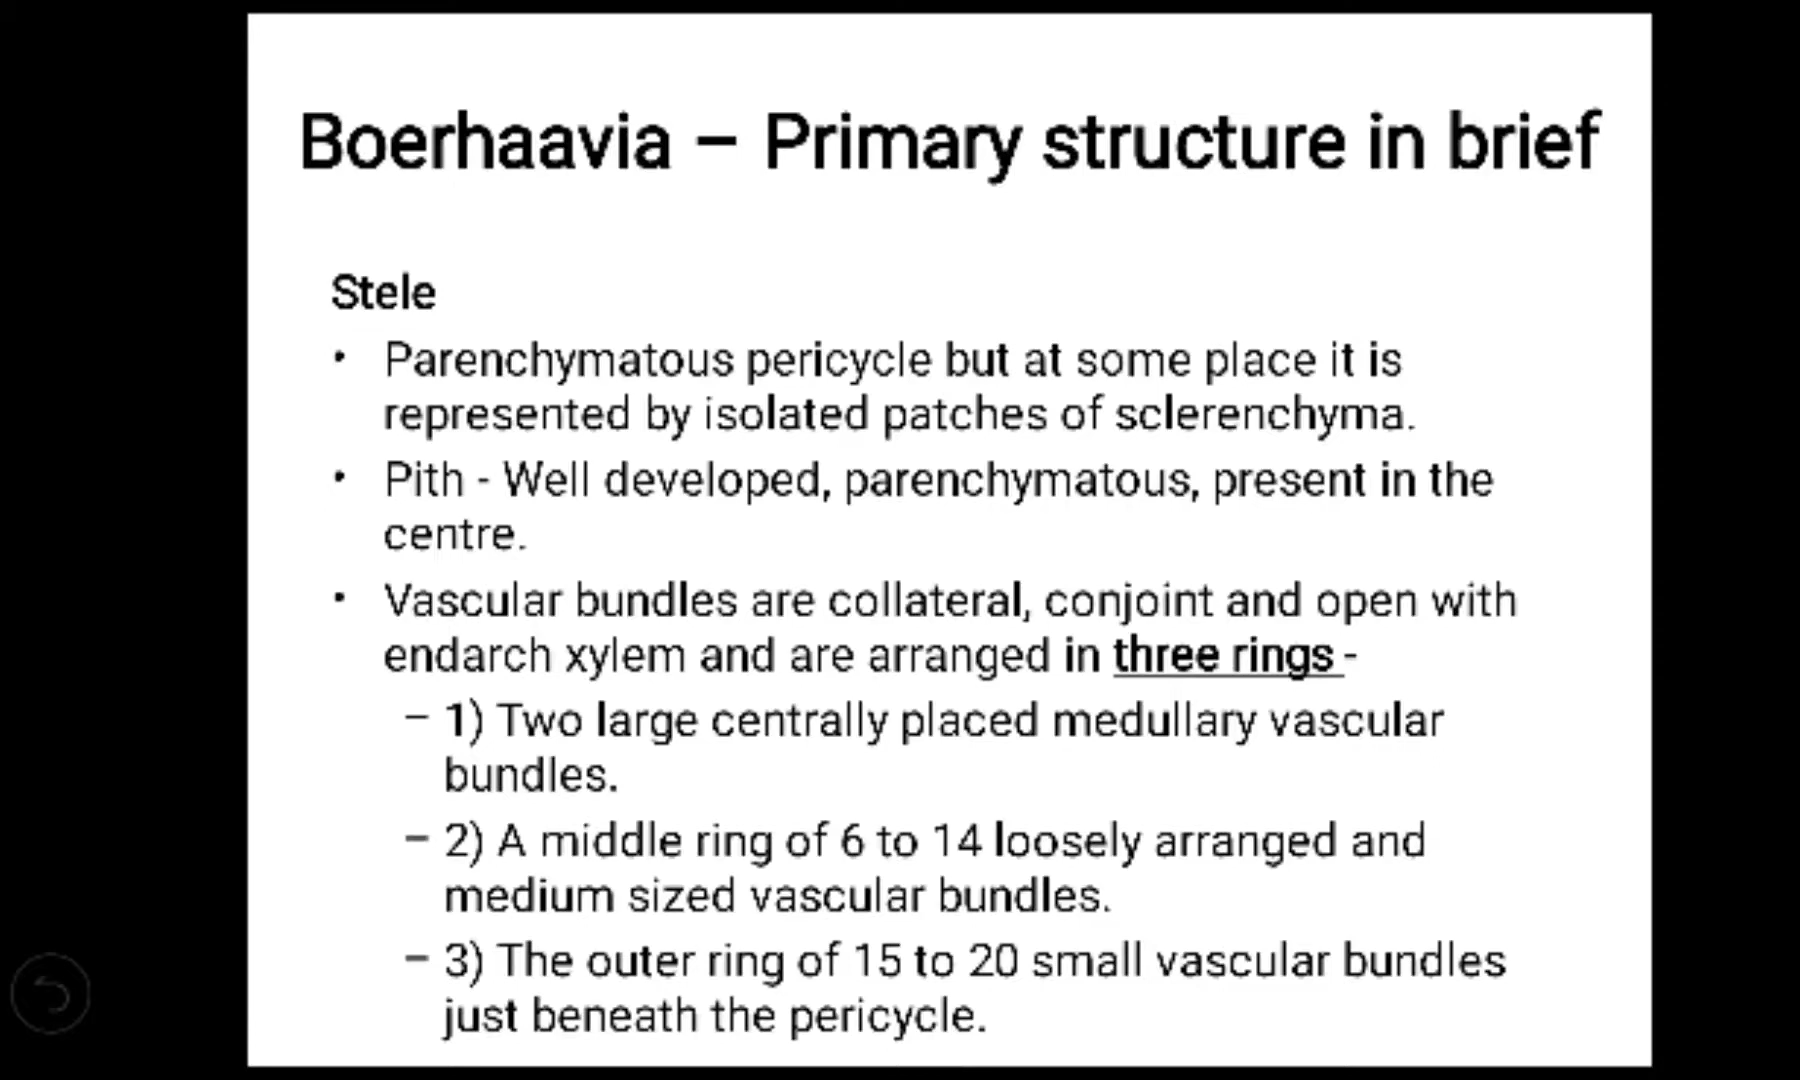 Boerhaavia – Primary structure in brief
Stele
• Parenchymatous pericycle but at some place it is
represented by isolated patches of sclerenchyma.
• Pith - Well developed, parenchymatous, present in the
centre.
• Vascular bundles are collateral, conjoint and open with
endarch xylem and are arranged in three rings -
– 1) Two large centrally placed medullary vascular
bundles.
– 2) A middle ring of 6 to 14 loosely arranged and
medium sized vascular bundles.
– 3) The outer ring of 15 to 20 small vascular bundles
just beneath the pericycle.